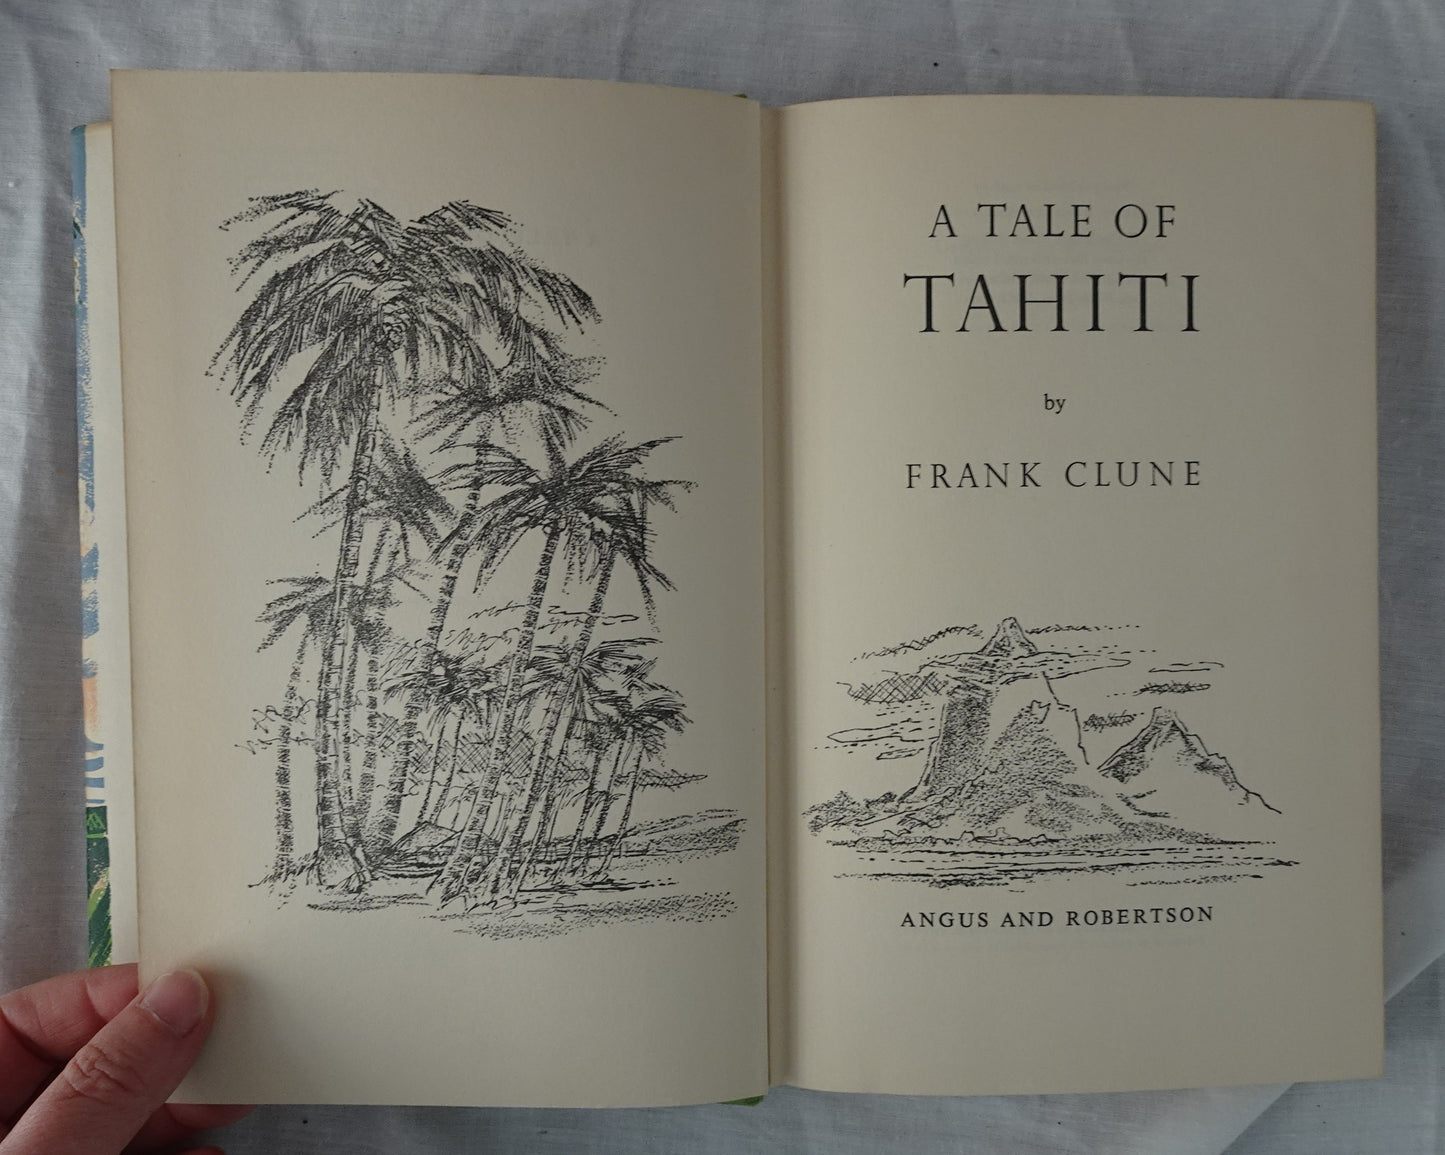 A TALE OF
TAHITI
by
FRANK CLUNE
ANGUS AND ROBERTSON